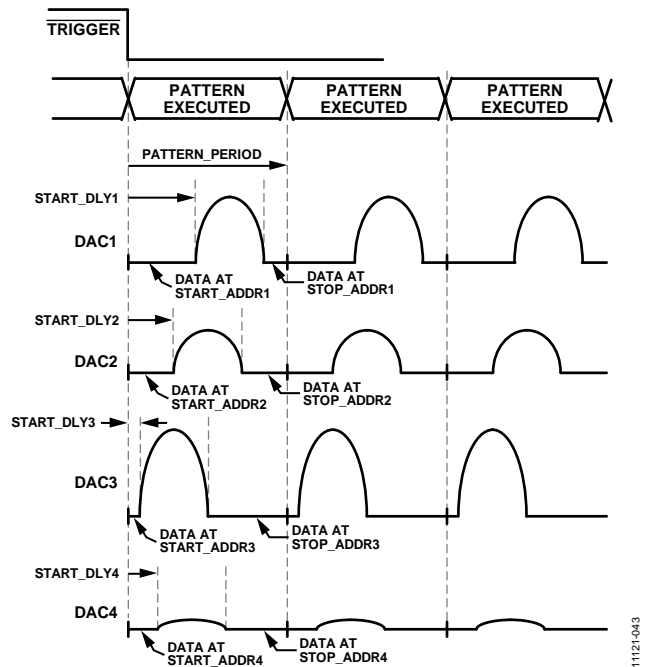 TRIGGER
PATTERN
EXECUTED
PATTERN
EXECUTED
PATTERN
EXECUTED
PATTERN_PERIOD
START_DLY1
DAC1
DATA AT
START_ADDR1
DATA AT
STOP_ADDR1
START_DLY2
DAC2
DATA AT
START_ADDR2
DATA AT
STOP_ADDR2
START_DLY3
DAC3
DATA AT
START_ADDR3
DATA AT
STOP_ADDR3
START_DLY4
DAC4
DATA AT
START_ADDR4
DATA AT
STOP_ADDR4
11121-043